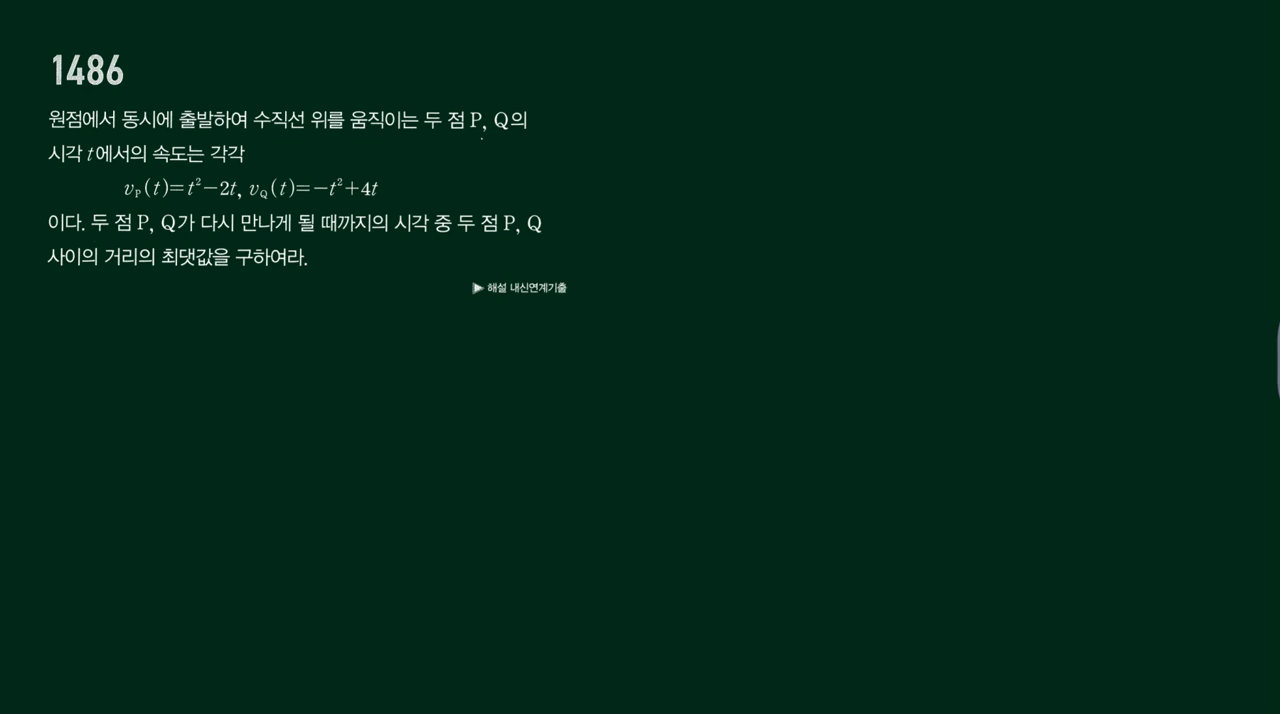 1486
원점에서 동시에 출발하여 수직선 위를 움직이는 두 점 P, Q의
시각 t에서의 속도는 각각
v_P(t)=t²-2t, v_Q(t)=-t²+4t
이다. 두 점 P, Q가 다시 만나게 될 때까지의 시각 중 두 점 P, Q
사이의 거리의 최댓값을 구하여라.
▶ 해설 내신연계기출